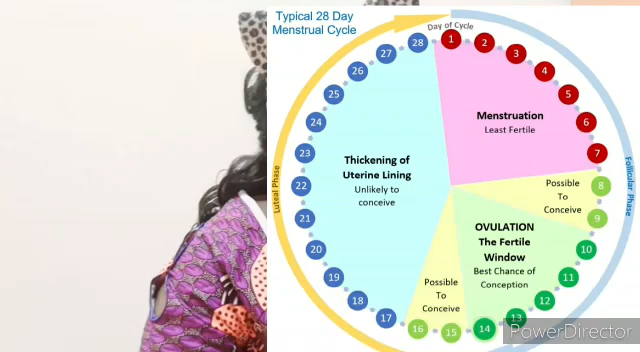 Typical 28 Day
Menstrual Cycle
Day of Cycle
1
2
3
4
5
6
7
8
9
10
11
12
13
14
15
16
17
18
19
20
21
22
23
24
25
26
27
28
Menstruation
Least Fertile
Possible
To
Conceive
OVULATION
The Fertile
Window
Best Chance of
Conception
Possible
To
Conceive
Thickening of
Uterine Lining
Unlikely to
conceive
Luteal Phase
Follicular Phase
PowerDirector